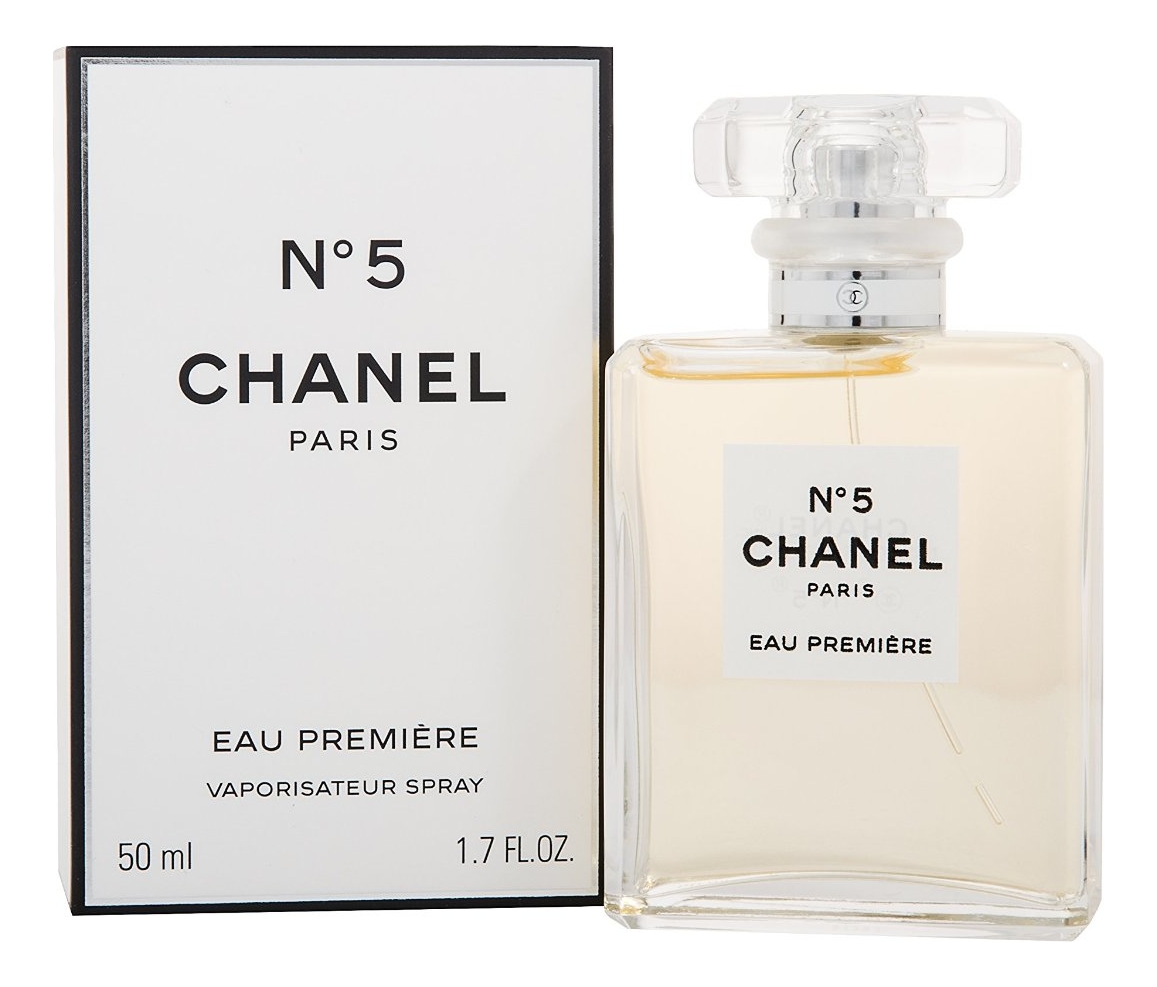 N° 5
CHANEL
PARIS
EAU PREMIÈRE
VAPORISATEUR SPRAY
50 ml 1.7 FL.OZ.
N° 5
CHANEL
PARIS
EAU PREMIÈRE